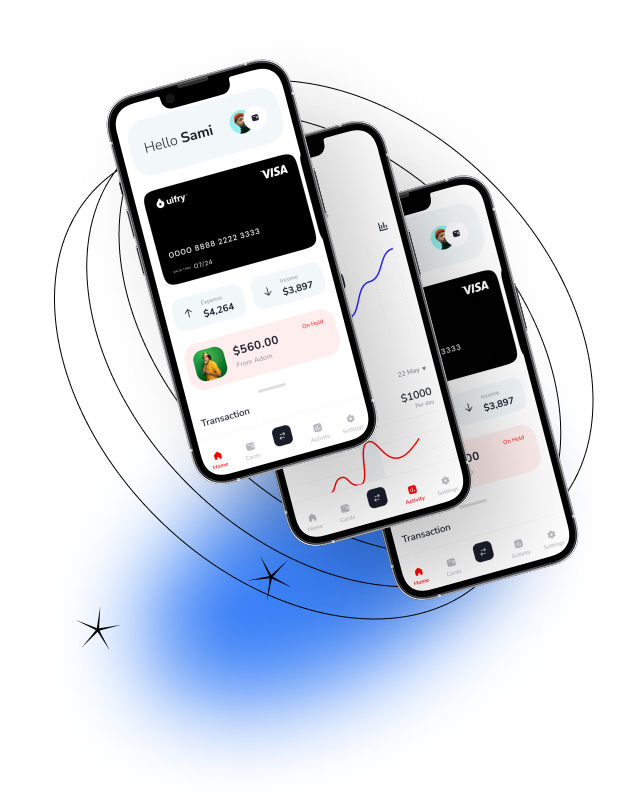 Hello Sami
uifry
VISA
0000 8888 2222 3333
VALID THRU 07/24
Expense
$4,264
Income
$3,897
$560.00
From Adom
On Hold
Transaction
Home
Cards
Activity
Settings
22 May
$1000
Per day
Home
Cards
Activity
Settings
VISA
3333
Income
$3,897
00
On Hold
Transaction
Home
Cards
Activity
Settings